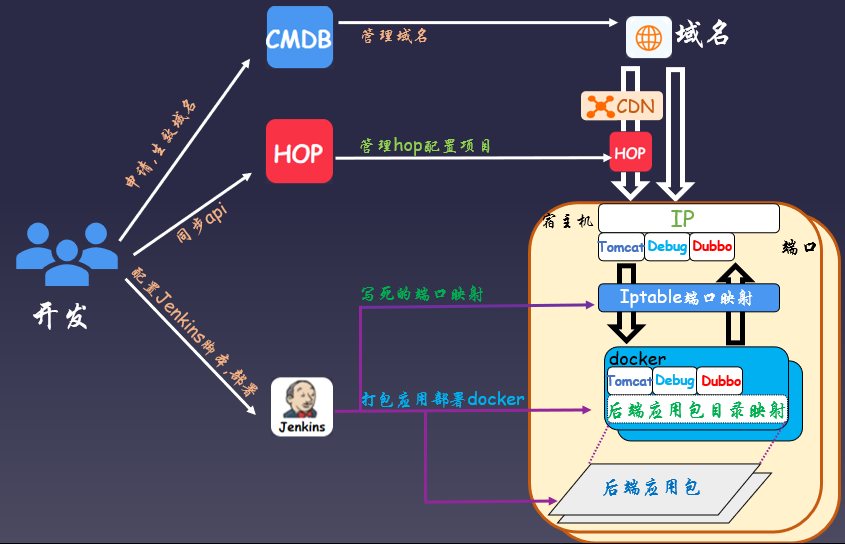 CMDB
管理域名
域名
CDN
HOP
管理hop配置项目
HOP
申请,生效域名
同步api
配置Jenkins脚本,部署
开发
宿主机
IP
端口
Tomcat
Debug
Dubbo
写死的端口映射
Iptable端口映射
docker
Tomcat
Debug
Dubbo
打包应用部署docker
后端应用包目录映射
Jenkins
后端应用包